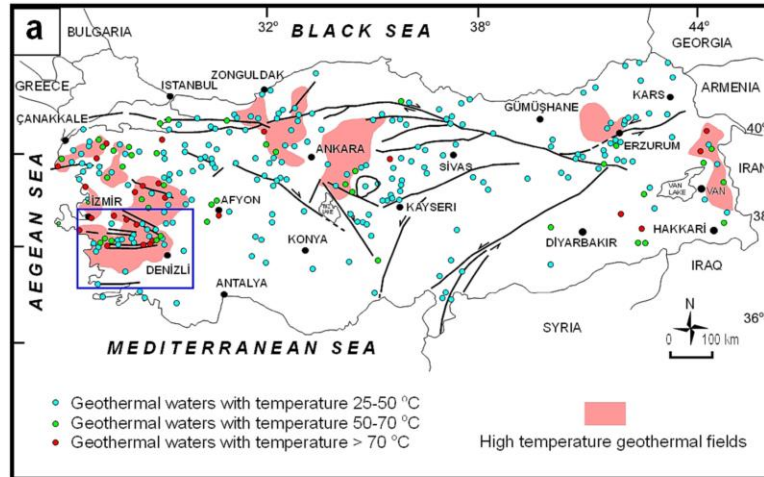 a
BULGARIA
32°
BLACK SEA
38°
44°
GEORGIA
ZONGULDAK
GREECE
ISTANBUL
KARS
ARMENIA
ÇANAKKALE
GÜMÜŞHANE
40°
ANKARA
ERZURUM
SİVAS
IRAN
VAN LAKE
VAN
İZMİR
AFYON
KAYSERI
38
HAKKARİ
KONYA
DİYARBAKIR
DENİZLİ
IRAQ
AEGEAN SEA
ANTALYA
N
SYRIA
36°
MEDITERRANEAN SEA
0 100 km
Geothermal waters with temperature 25-50 °C
Geothermal waters with temperature 50-70 °C
Geothermal waters with temperature > 70 °C
High temperature geothermal fields